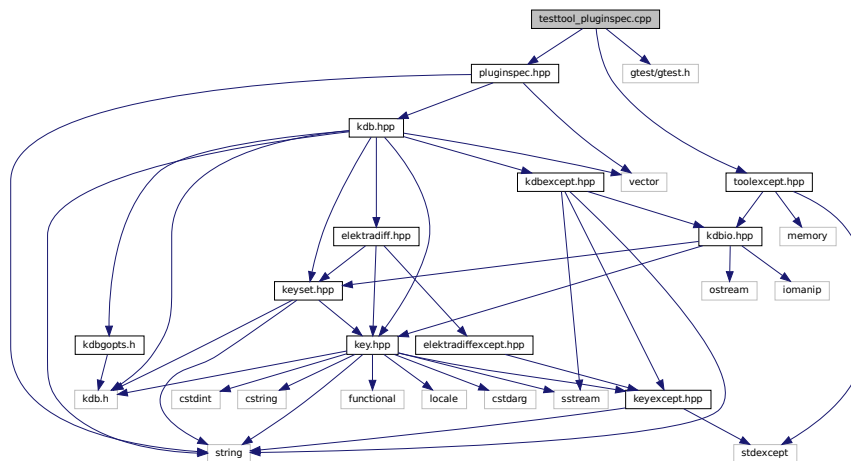 testtool_pluginspec.cpp
pluginspec.hpp
gtest/gtest.h
kdb.hpp
kdbexcept.hpp
vector
toolexcept.hpp
elektradiff.hpp
kdbio.hpp
memory
keyset.hpp
ostream
iomanip
kdbgopts.h
key.hpp
elektradiffexcept.hpp
kdb.h
cstdint
cstring
functional
locale
cstdarg
sstream
keyexcept.hpp
string
stdexcept